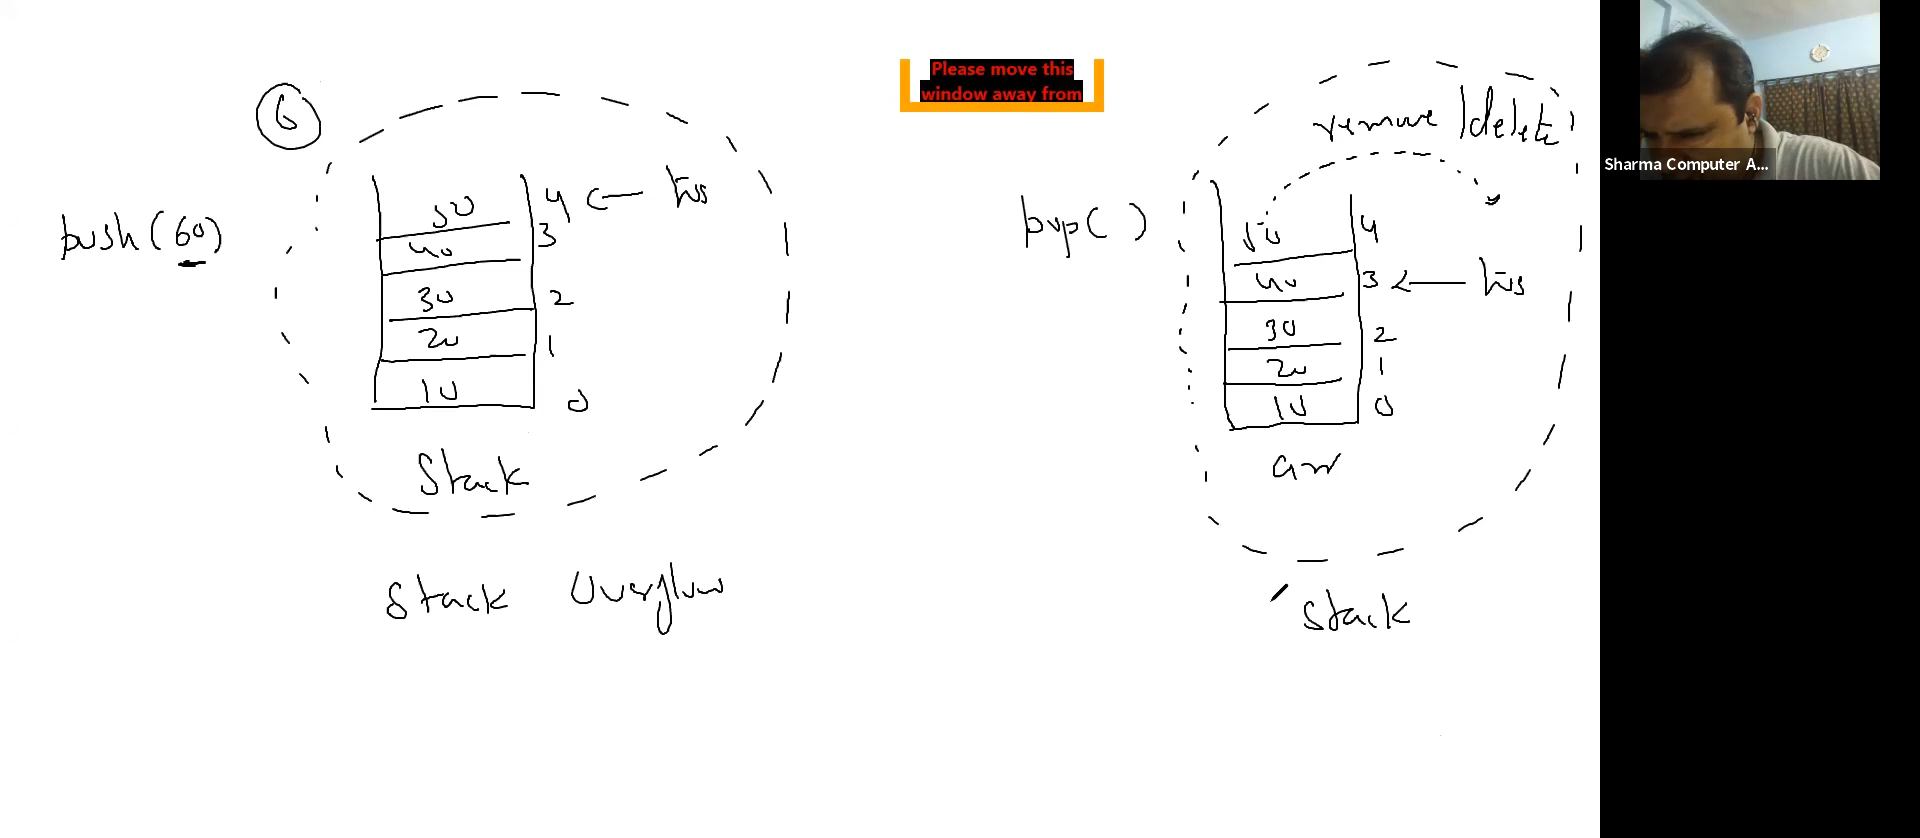 6
push(60)
50 4 ← tos
40 3
30 2
20 1
10 0
Stack
Stack Overflow
Please move this
window away from
remove/delete
pop( )
50 4
40 3 ← tos
30 2
20 1
10 0
arr
Stack
Sharma Computer A...